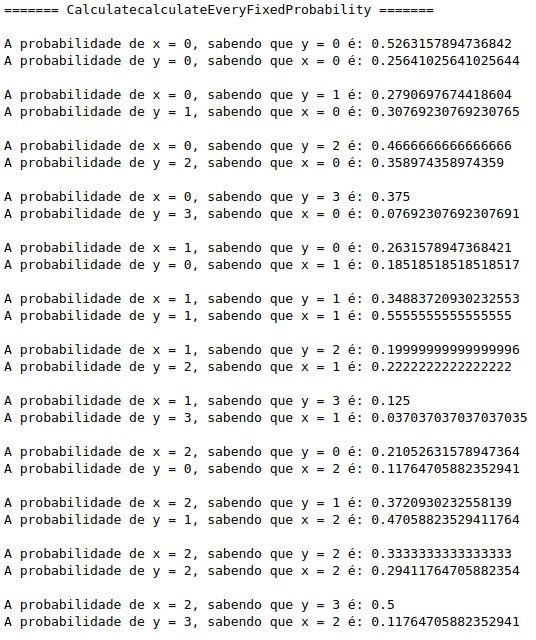 ======= CalculatecalculateEveryFixedProbability =======
A probabilidade de x = 0, sabendo que y = 0 é: 0.5263157894736842
A probabilidade de y = 0, sabendo que x = 0 é: 0.25641025641025644
A probabilidade de x = 0, sabendo que y = 1 é: 0.2790697674418604
A probabilidade de y = 1, sabendo que x = 0 é: 0.30769230769230765
A probabilidade de x = 0, sabendo que y = 2 é: 0.4666666666666666
A probabilidade de y = 2, sabendo que x = 0 é: 0.358974358974359
A probabilidade de x = 0, sabendo que y = 3 é: 0.375
A probabilidade de y = 3, sabendo que x = 0 é: 0.07692307692307691
A probabilidade de x = 1, sabendo que y = 0 é: 0.2631578947368421
A probabilidade de y = 0, sabendo que x = 1 é: 0.18518518518518517
A probabilidade de x = 1, sabendo que y = 1 é: 0.34883720930232553
A probabilidade de y = 1, sabendo que x = 1 é: 0.5555555555555555
A probabilidade de x = 1, sabendo que y = 2 é: 0.19999999999999996
A probabilidade de y = 2, sabendo que x = 1 é: 0.2222222222222222
A probabilidade de x = 1, sabendo que y = 3 é: 0.125
A probabilidade de y = 3, sabendo que x = 1 é: 0.037037037037037035
A probabilidade de x = 2, sabendo que y = 0 é: 0.21052631578947364
A probabilidade de y = 0, sabendo que x = 2 é: 0.11764705882352941
A probabilidade de x = 2, sabendo que y = 1 é: 0.3720930232558139
A probabilidade de y = 1, sabendo que x = 2 é: 0.47058823529411764
A probabilidade de x = 2, sabendo que y = 2 é: 0.3333333333333333
A probabilidade de y = 2, sabendo que x = 2 é: 0.29411764705882354
A probabilidade de x = 2, sabendo que y = 3 é: 0.5
A probabilidade de y = 3, sabendo que x = 2 é: 0.11764705882352941